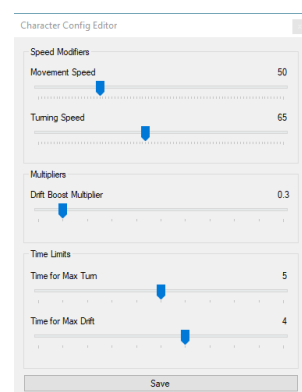 Character Config Editor
Speed Modifiers
Movement Speed 50
Turning Speed 65
Multipliers
Drift Boost Multiplier 0.3
Time Limits
Time for Max Turn 5
Time for Max Drift 4
Save